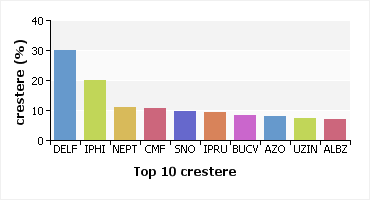 crestere (%)
40
30
20
10
0
DELF IPHI NEPT CMF SNO IPRU BUCV AZO UZIN ALBZ
Top 10 crestere